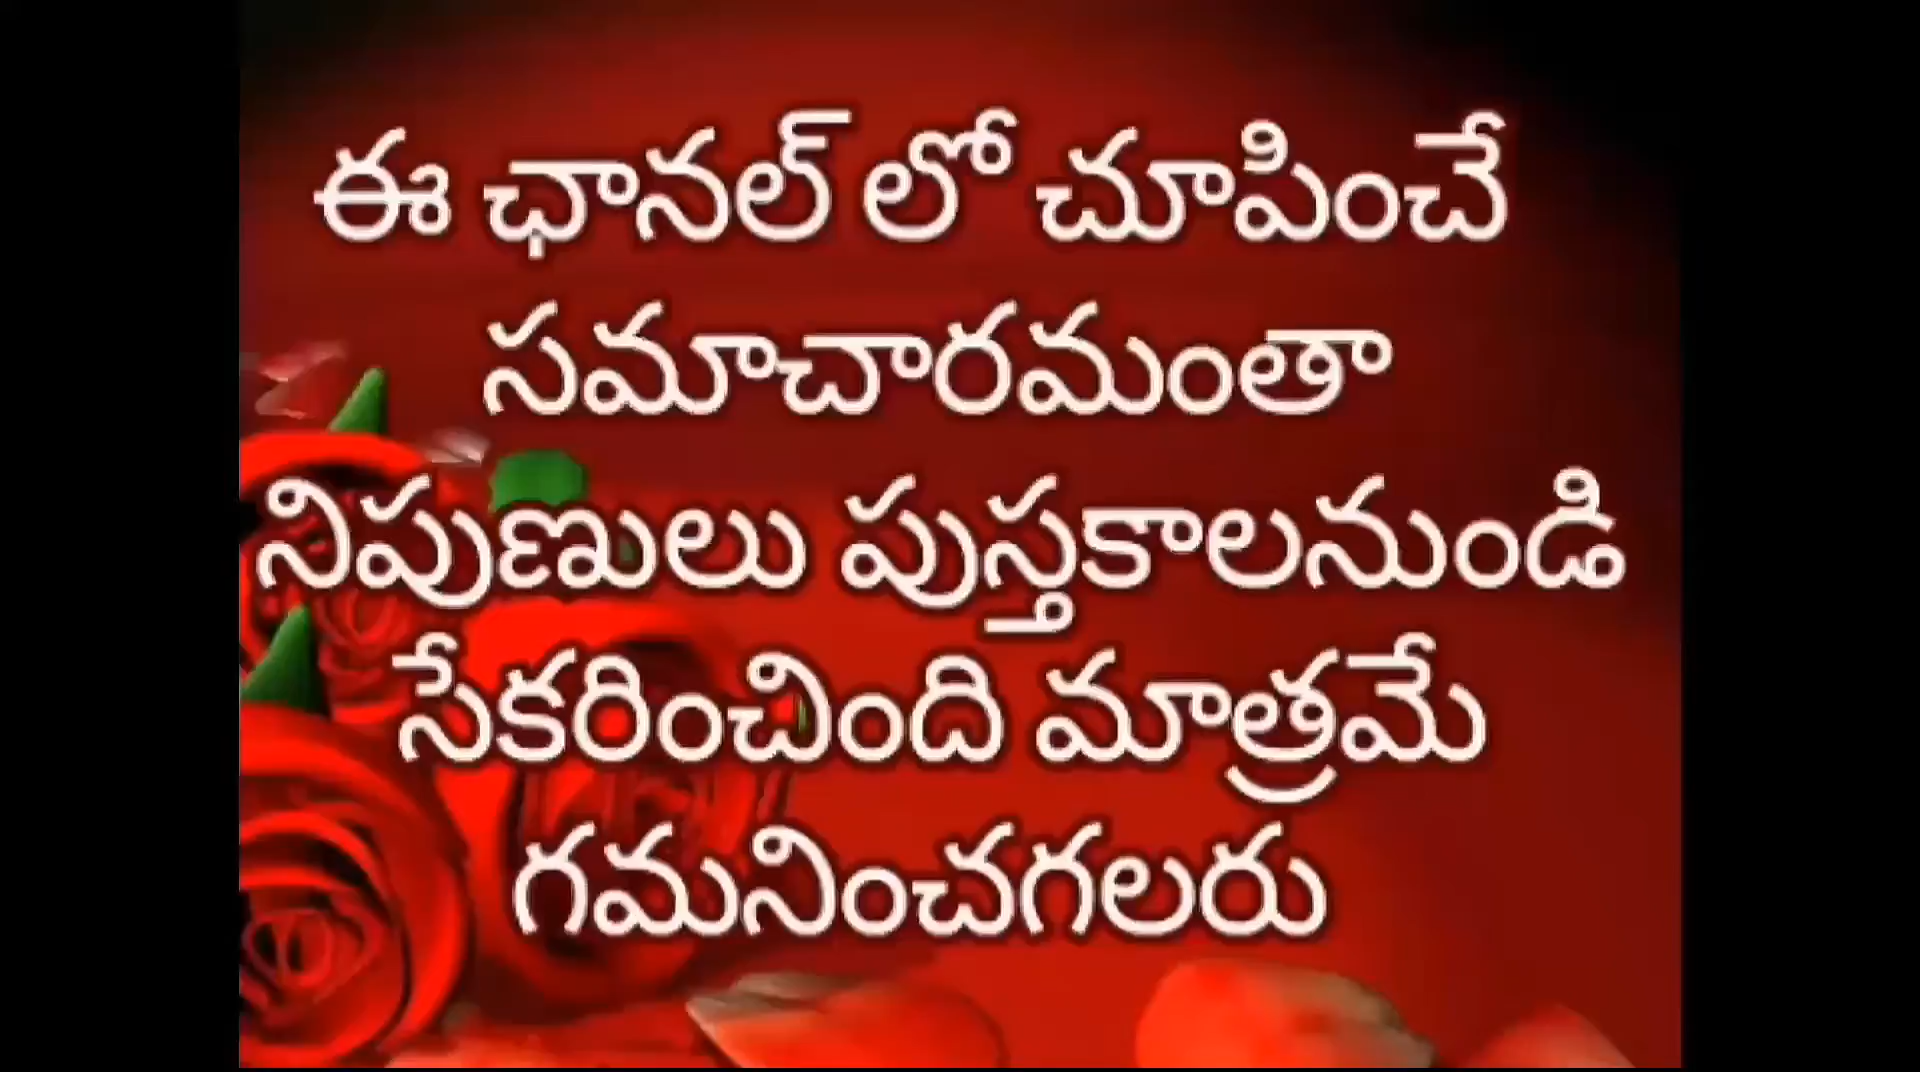 ఈ ఛానల్ లో చూపించే
సమాచారమంతా
నిపుణులు పుస్తకాలనుండి
సేకరించింది మాత్రమే
గమనించగలరు